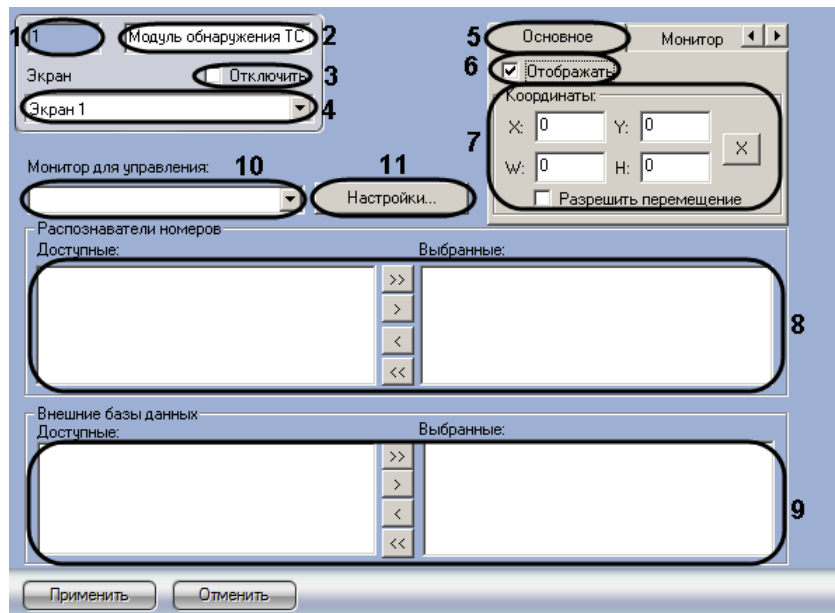 1 1 Модуль обнаружения ТС 2
Экран Отключить 3
Экран 1 4
5 Основное Монитор
6 Отображать
Координаты:
7
X: 0 Y: 0
X
W: 0 H: 0
Разрешить перемещение
Монитор для управления: 10 11
Настройки...
Распознаватели номеров
Доступные: Выбранные:
>>
>
<
<<
8
Внешние базы данных
Доступные: Выбранные:
>>
>
<
<<
9
Применить Отменить